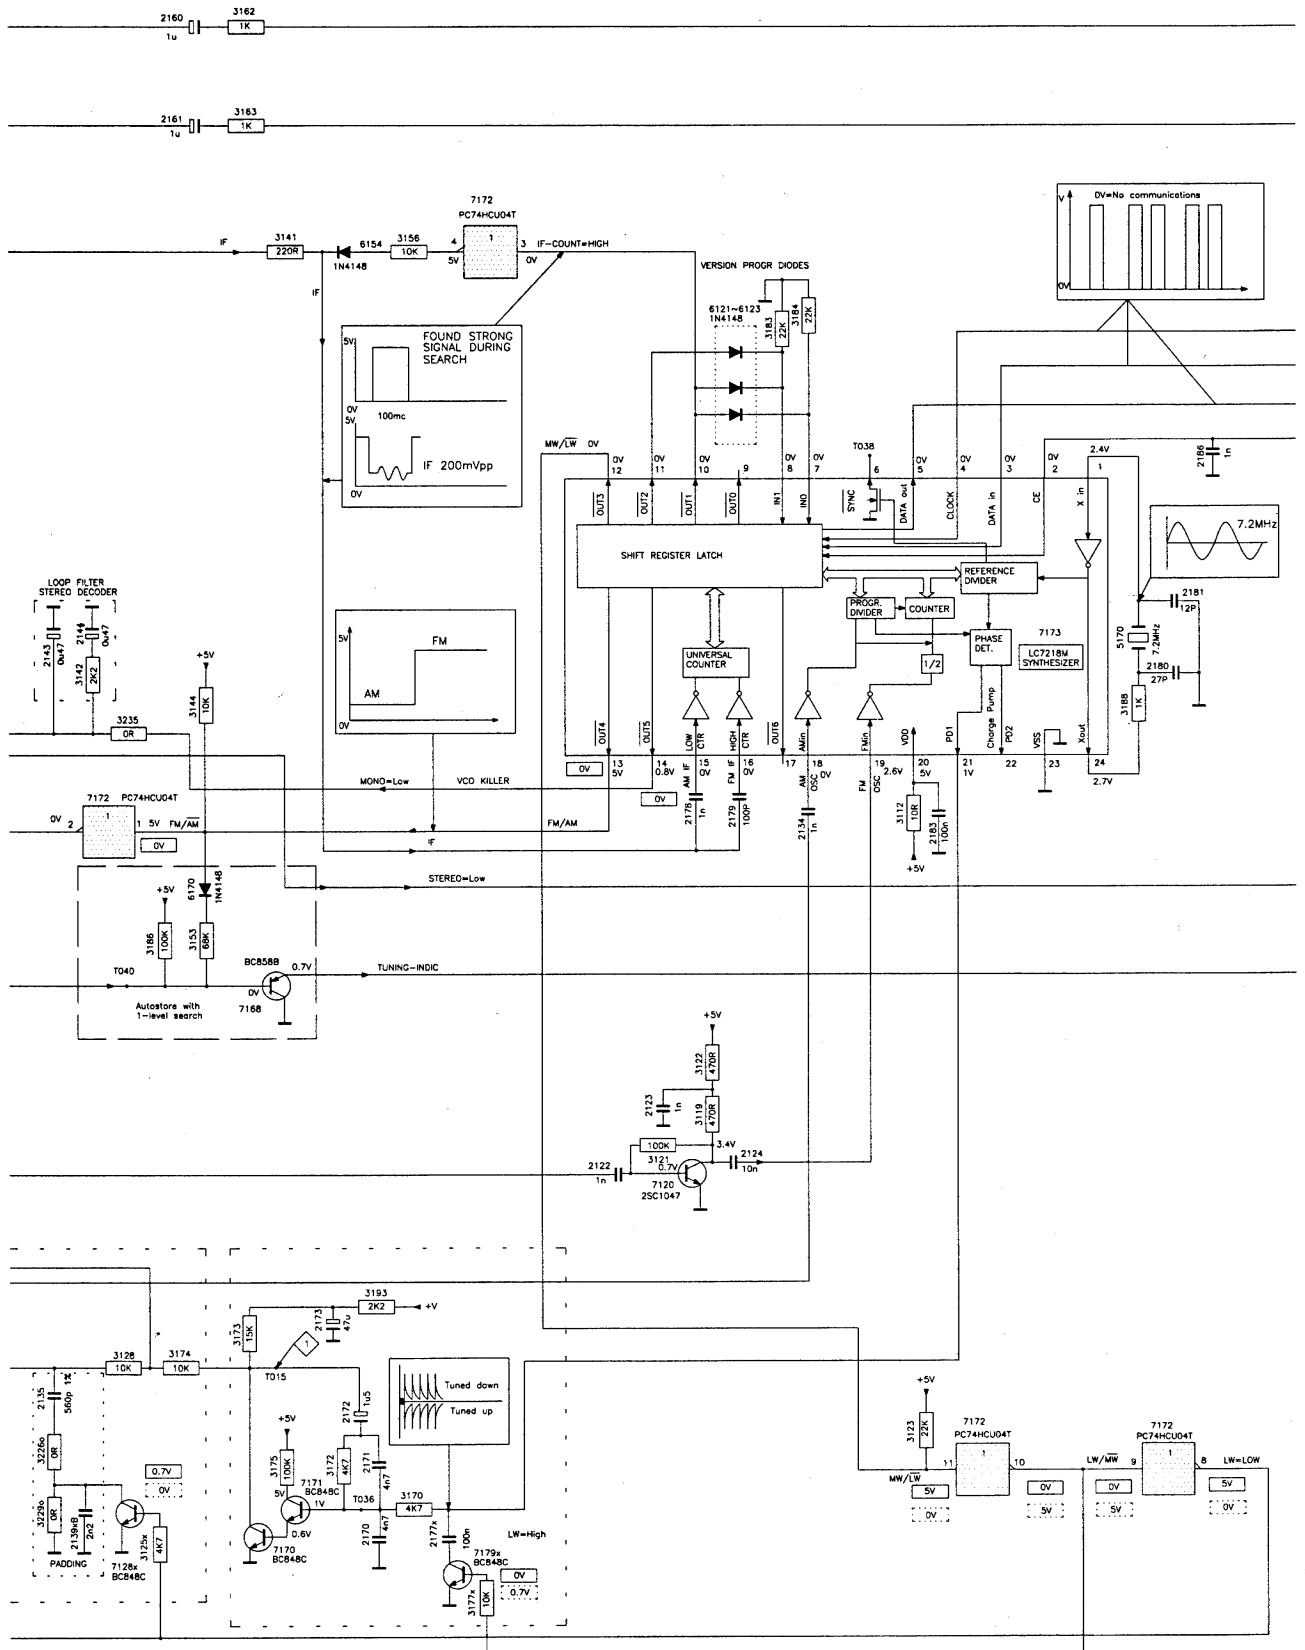 2160
1u
3162
1K
2161
1u
3163
1K
7172
PC74HCU04T
IF
3141
220R
6154
1N4148
3156
10K
4
5V
1
3
0V
IF-COUNT=HIGH
IF
VERSION PROGR DIODES
6121~6123
1N4148
3183
22K
3184
22K
V
0V=No communications
0V
FOUND STRONG
SIGNAL DURING
SEARCH
5V
0V
100mc
5V
IF 200mVpp
0V
MW/LW 0V
12
0V
11
0V
10
9
0V
8
0V
7
T038
6
0V
5
0V
4
0V
3
0V
2
2.4V
1
2186
1n
OUT3
OUT2
OUT1
OUT0
IN1
IN0
SYNC
DATA out
CLOCK
DATA in
CE
X in
7.2MHz
SHIFT REGISTER LATCH
REFERENCE
DIVIDER
PROGR.
DIVIDER
COUNTER
UNIVERSAL
COUNTER
PHASE
DET.
7173
LC7218M
SYNTHESIZER
1/2
2181
12P
5170
7.2MHz
2180
27P
3188
1K
LOOP FILTER
STEREO DECODER
2143
0u47
2144
0u47
3142
2K2
+5V
3144
10K
3235
0R
5V
FM
AM
0V
OUT4
OUT5
LOW
CTR
HIGH
CTR
OUT6
AMin
FMin
VDD
PD1
Charge Pump
PD2
VSS
Xout
0V
13
5V
14
0.8V
0V
AM IF
15
0V
FM IF
16
0V
17
AM
OSC
18
0V
FM
OSC
19
2.6V
20
5V
21
1V
22
23
24
2.7V
MONO=Low
VCO KILLER
2178
1n
2179
100P
2134
1n
3112
10R
2183
100n
+5V
7172
PC74HCU04T
0V
2
1
1
5V
FM/AM
0V
FM/AM
IF
STEREO=Low
+5V
6170
1N4148
3186
100K
3153
68K
T040
BC858B
0V
7168
0.7V
TUNING-INDIC
Autostore with
1-level search
+5V
3122
470R
2123
1n
3119
470R
3.4V
100K
3121
0.7V
2122
1n
7120
2SC1047
2124
10n
3193
2K2
+V
2173
47u
3173
15K
1
3128
10K
3174
10K
T015
2135
560p 1%
2172
1u5
Tuned down
Tuned up
+5V
3175
100K
3172
4K7
2171
4n7
5V
7171
BC848C
1V
T036
3170
4K7
0.6V
7170
BC848C
2170
4n7
2177x
100n
7179x
BC848C
LW=High
0V
0.7V
3177x
10K
0R
0R
0.7V
0V
2139xB
2n2
PADDING
7128x
BC848C
3125x
4K7
+5V
3123
22K
7172
PC74HCU04T
11
1
10
MW/LW
5V
0V
0V
5V
7172
PC74HCU04T
LW/MW
9
1
8
LW=LOW
0V
5V
5V
0V